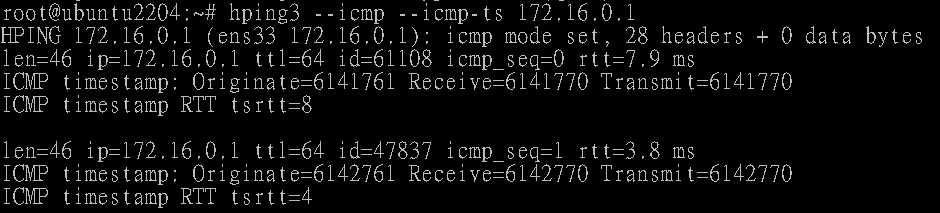 root@ubuntu2204:~# hping3 --icmp --icmp-ts 172.16.0.1
HPING 172.16.0.1 (ens33 172.16.0.1): icmp mode set, 28 headers + 0 data bytes
len=46 ip=172.16.0.1 ttl=64 id=61108 icmp_seq=0 rtt=7.9 ms
ICMP timestamp: Originate=6141761 Receive=6141770 Transmit=6141770
ICMP timestamp RTT tsrtt=8
len=46 ip=172.16.0.1 ttl=64 id=47837 icmp_seq=1 rtt=3.8 ms
ICMP timestamp: Originate=6142761 Receive=6142770 Transmit=6142770
ICMP timestamp RTT tsrtt=4